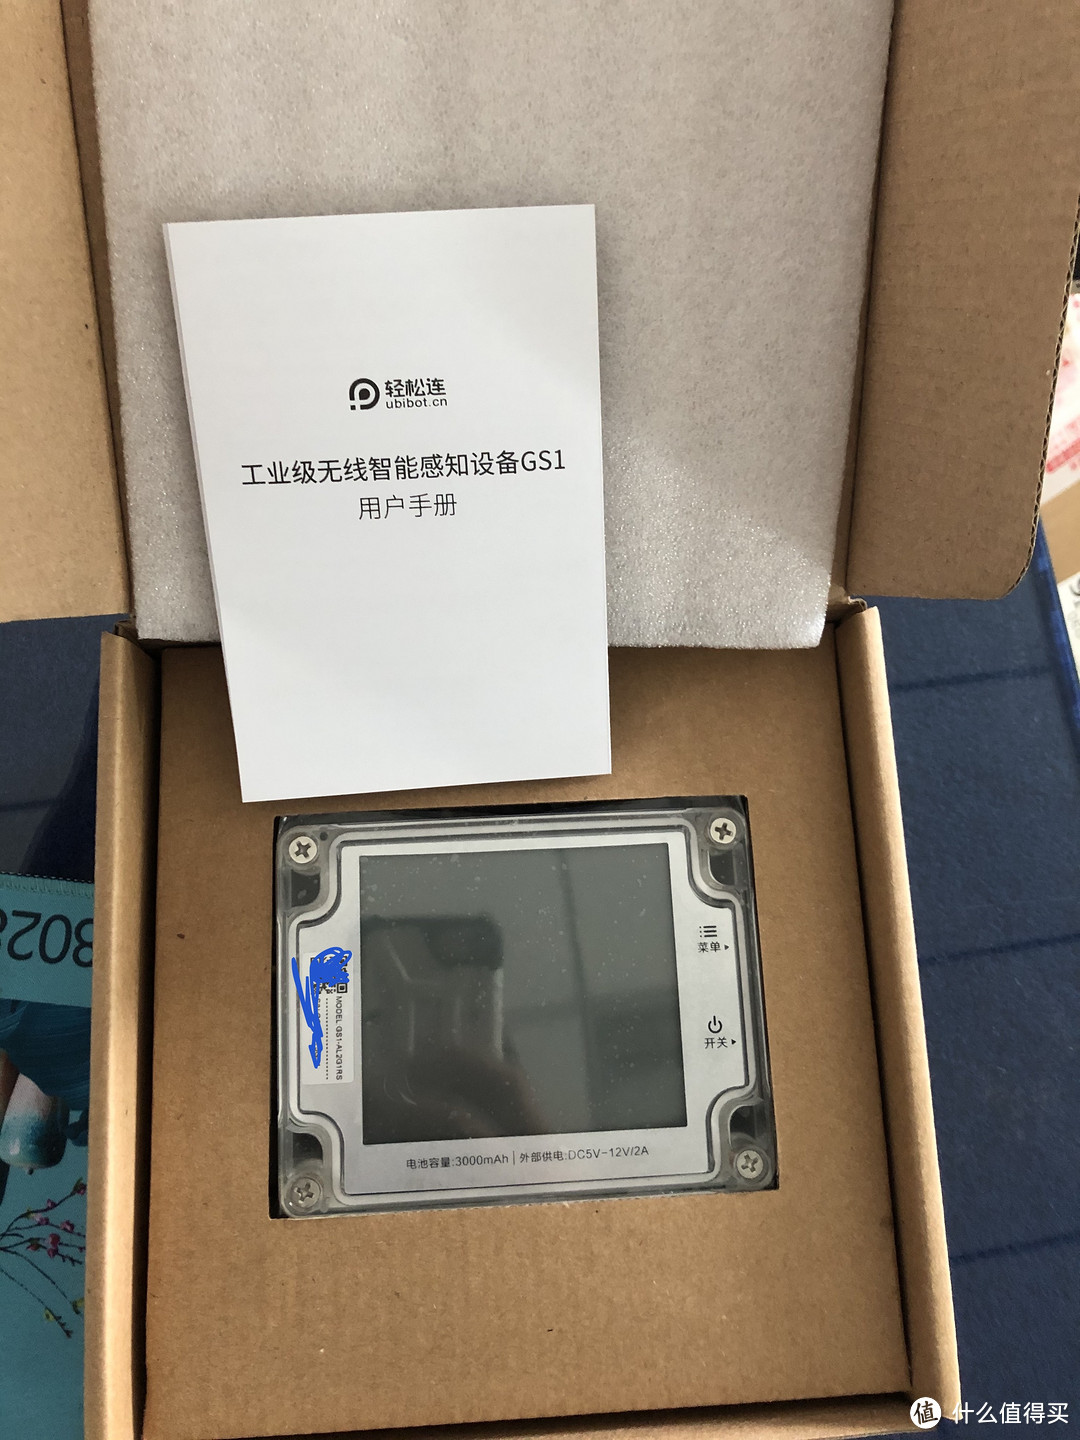 轻松连
ubibot.cn
工业级无线智能感知设备GS1
用户手册
菜单
开关
MODEL GS1-AL2G1RS
电池容量:3000mAh | 外部供电:DC5V-12V/2A
值 什么值得买